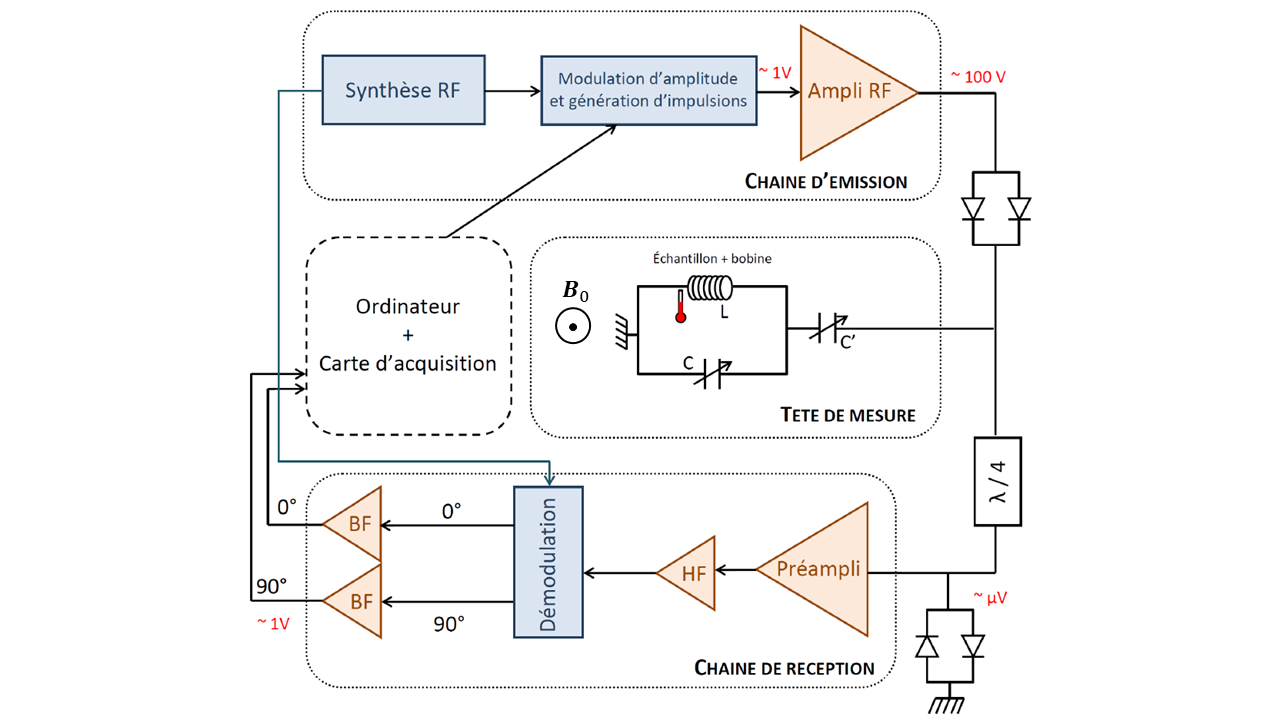 Synthèse RF
Modulation d'amplitude
et génération d'impulsions
~ 1V
Ampli RF
~ 100 V
CHAINE D'EMISSION
Ordinateur
+
Carte d'acquisition
Échantillon + bobine
B0
L
C
C'
TETE DE MESURE
λ / 4
0°
BF
0°
Démodulation
HF
Préampli
~ µV
90°
BF
90°
~ 1V
CHAINE DE RECEPTION